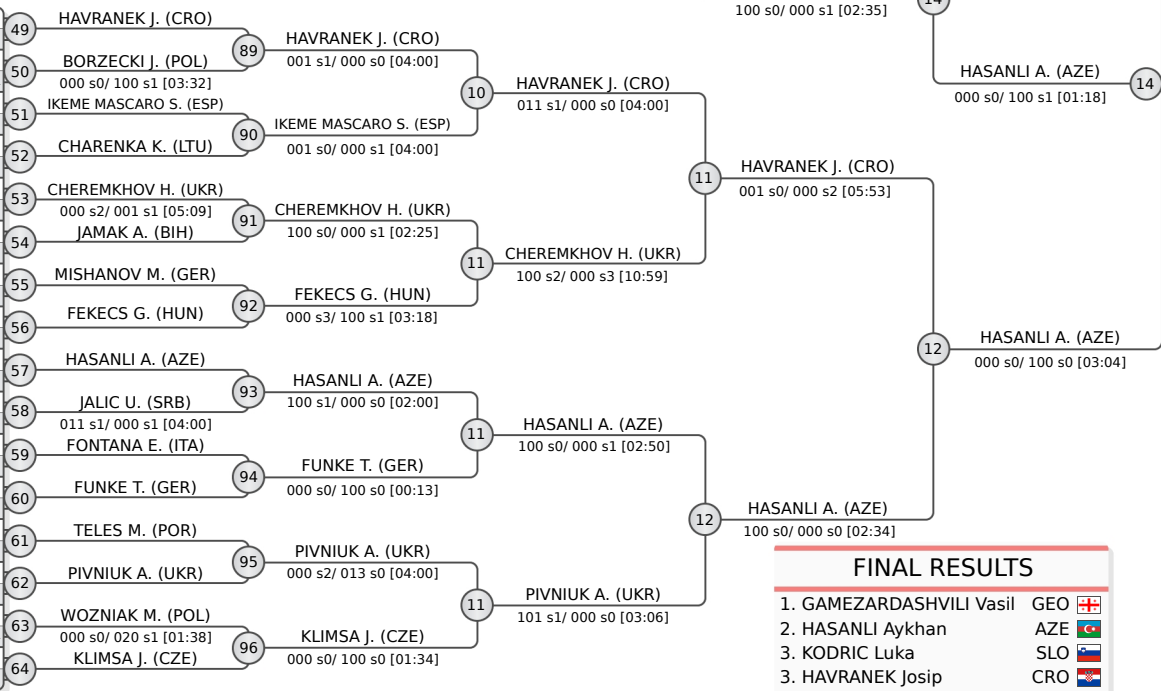 49
HAVRANEK J. (CRO)
50
BORZECKI J. (POL)
000 s0/ 100 s1 [03:32]
51
IKEME MASCARO S. (ESP)
52
CHARENKA K. (LTU)
53
CHEREMKHOV H. (UKR)
000 s2/ 001 s1 [05:09]
54
JAMAK A. (BIH)
55
MISHANOV M. (GER)
56
FEKECS G. (HUN)
57
HASANLI A. (AZE)
58
JALIC U. (SRB)
011 s1/ 000 s1 [04:00]
59
FONTANA E. (ITA)
60
FUNKE T. (GER)
61
TELES M. (POR)
62
PIVNIUK A. (UKR)
63
WOZNIAK M. (POL)
000 s0/ 020 s1 [01:38]
64
KLIMSA J. (CZE)
89
HAVRANEK J. (CRO)
001 s1/ 000 s0 [04:00]
90
IKEME MASCARO S. (ESP)
001 s0/ 000 s1 [04:00]
91
CHEREMKHOV H. (UKR)
100 s0/ 000 s1 [02:25]
92
FEKECS G. (HUN)
000 s3/ 100 s1 [03:18]
93
HASANLI A. (AZE)
100 s1/ 000 s0 [02:00]
94
FUNKE T. (GER)
000 s0/ 100 s0 [00:13]
95
PIVNIUK A. (UKR)
000 s2/ 013 s0 [04:00]
96
KLIMSA J. (CZE)
000 s0/ 100 s0 [01:34]
10
HAVRANEK J. (CRO)
011 s1/ 000 s0 [04:00]
11
CHEREMKHOV H. (UKR)
100 s2/ 000 s3 [10:59]
11
HASANLI A. (AZE)
100 s0/ 000 s1 [02:50]
11
PIVNIUK A. (UKR)
101 s1/ 000 s0 [03:06]
11
HAVRANEK J. (CRO)
001 s0/ 000 s2 [05:53]
12
HASANLI A. (AZE)
100 s0/ 000 s0 [02:34]
100 s0/ 000 s1 [02:35]
14
HASANLI A. (AZE)
000 s0/ 100 s1 [01:18]
14
12
HASANLI A. (AZE)
000 s0/ 100 s0 [03:04]
FINAL RESULTS
1. GAMEZARDASHVILI Vasil GEO
2. HASANLI Aykhan AZE
3. KODRIC Luka SLO
3. HAVRANEK Josip CRO